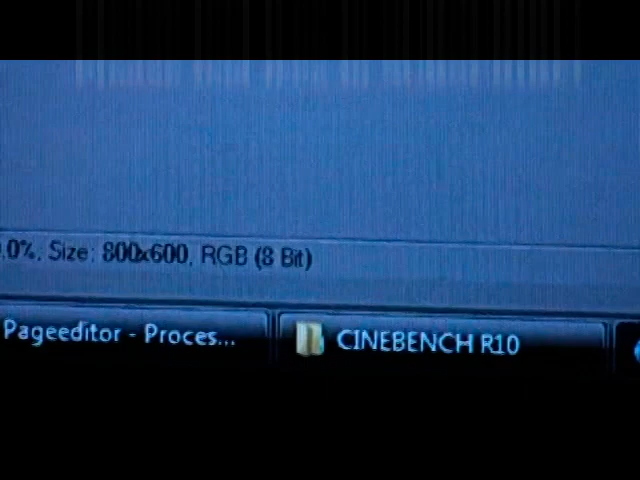 .0%, Size: 800x600, RGB (8 Bit)
Pageeditor - Proces...
CINEBENCH R10